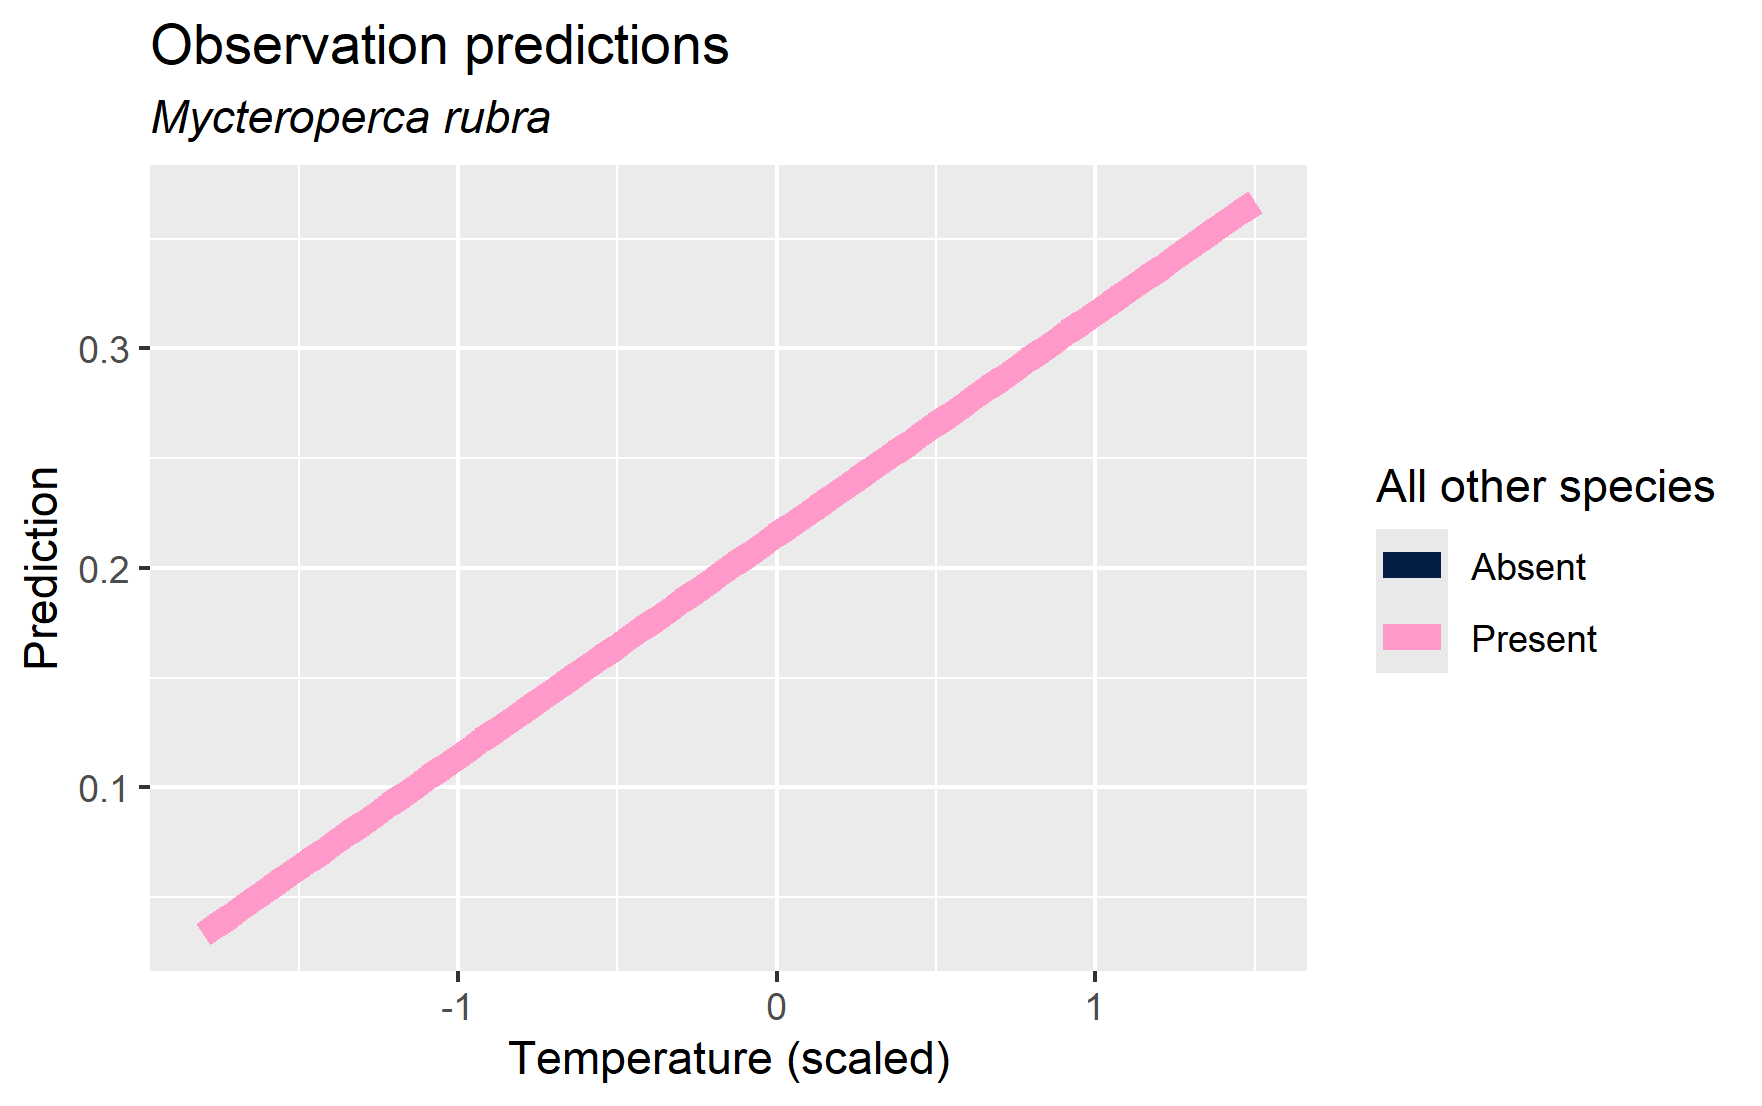 Observation predictions
Mycteroperca rubra
Prediction
0.3
0.2
0.1
-1
0
1
Temperature (scaled)
All other species
Absent
Present